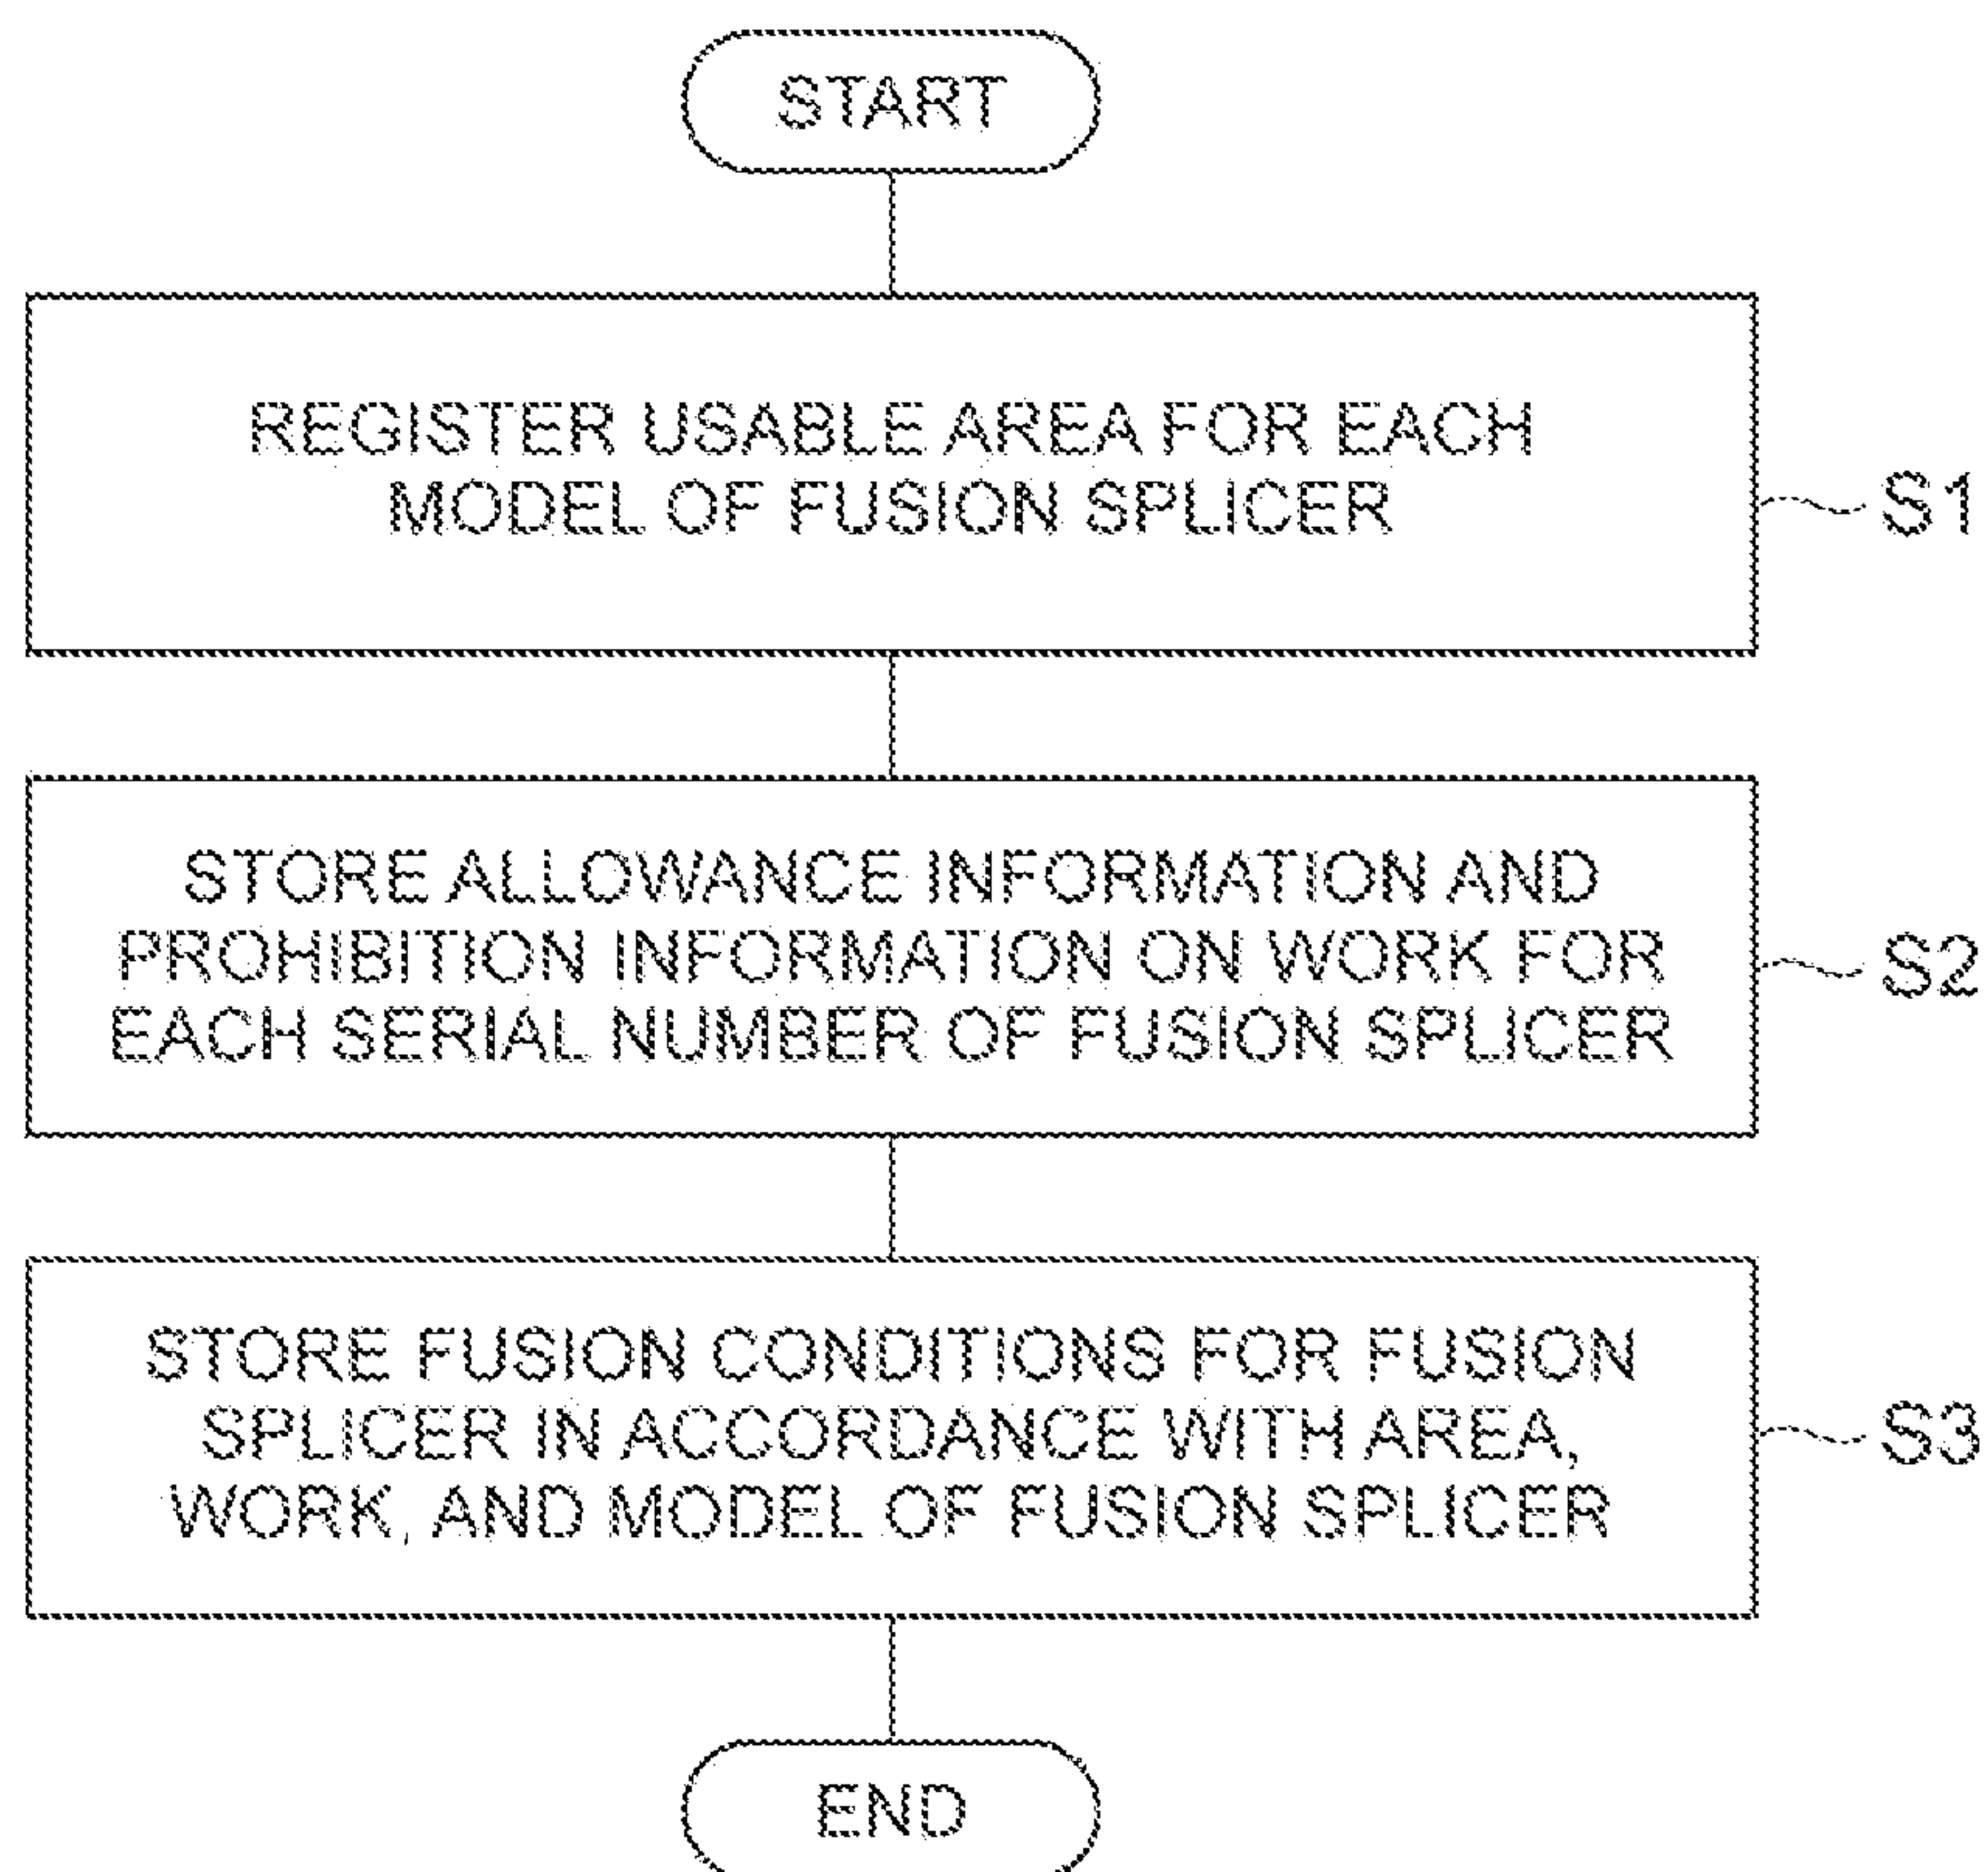 START
REGISTER USABLE AREA FOR EACH
MODEL OF FUSION SPLICER
S1
STORE ALLOWANCE INFORMATION AND
PROHIBITION INFORMATION ON WORK FOR
EACH SERIAL NUMBER OF FUSION SPLICER
S2
STORE FUSION CONDITIONS FOR FUSION
SPLICER IN ACCORDANCE WITH AREA,
WORK, AND MODEL OF FUSION SPLICER
S3
END